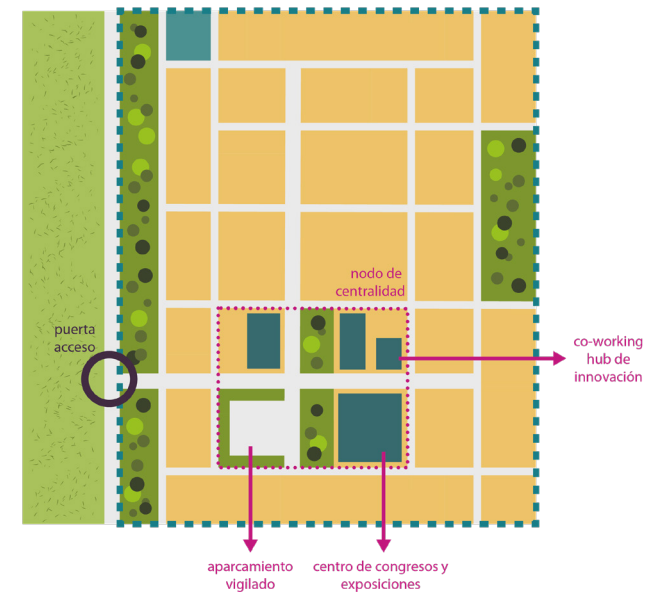 nodo de
centralidad
puerta
acceso
co-working
hub de
innovación
aparcamiento
vigilado
centro de congresos y
exposiciones